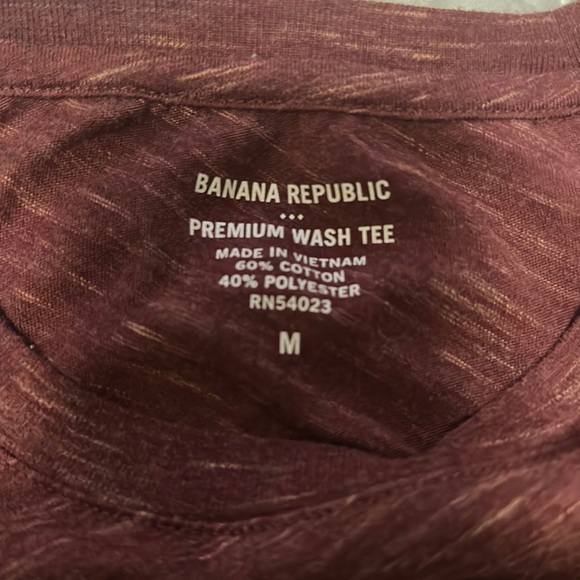 BANANA REPUBLIC
•••
PREMIUM WASH TEE
MADE IN VIETNAM
60% COTTON
40% POLYESTER
RN54023
M